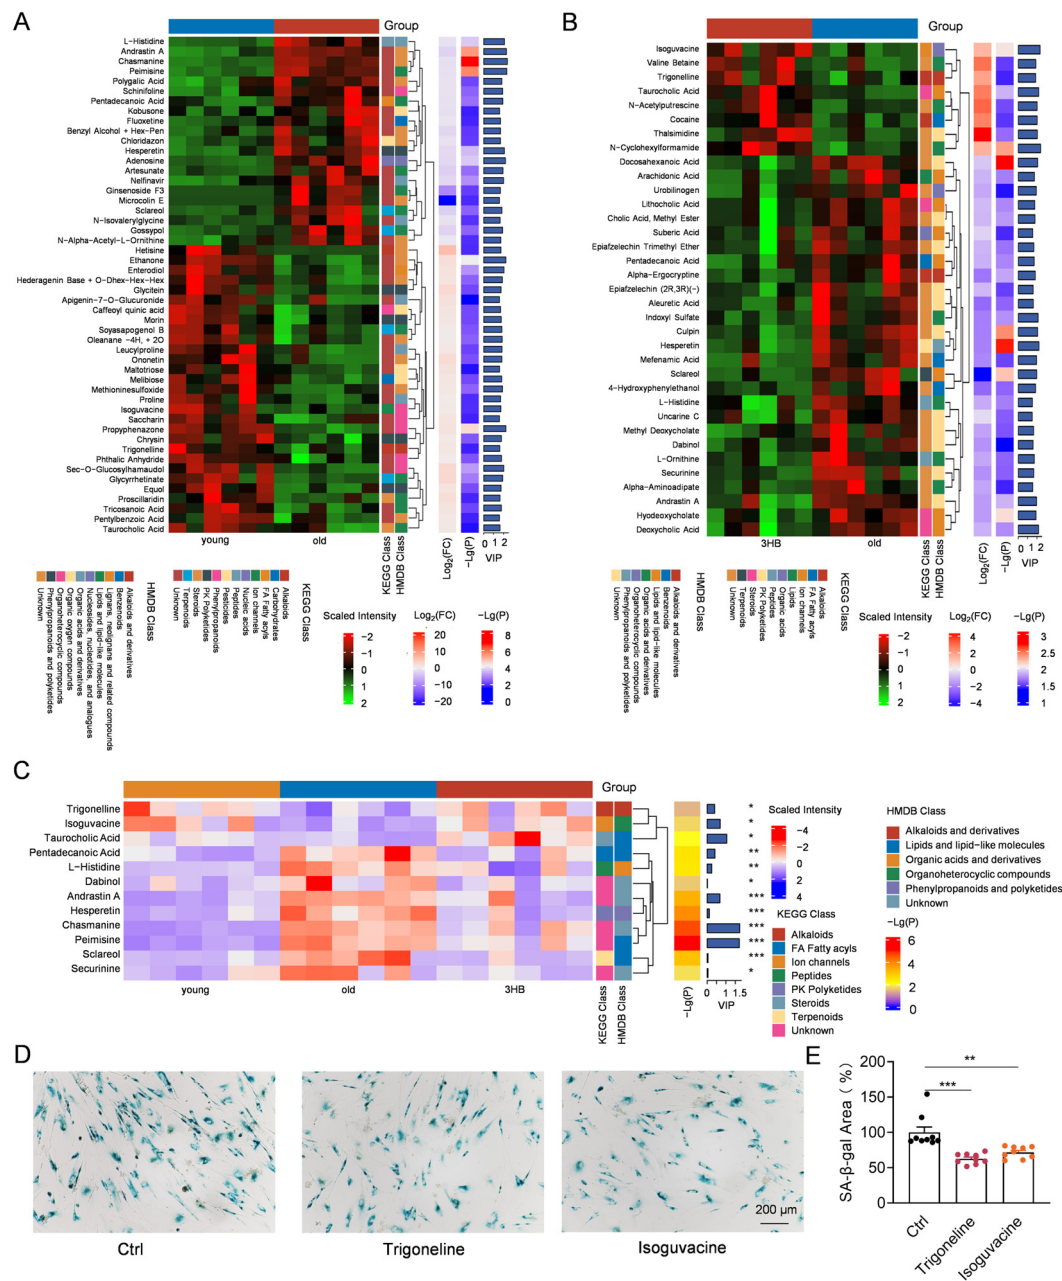 A
Group
L-Histidine
Andrastin A
Chasmanine
Peimisine
Polygalic Acid
Schinifoline
Pentadecanoic Acid
Kobusone
Fluoxetine
Benzyl Alcohol + Hex-Pen
Chloridazon
Hesperetin
Adenosine
Artesunate
Nelfinavir
Ginsenoside F3
Microcolin E
Sclareol
N-Isovalerylglycine
Gossypol
N-Alpha-Acetyl-L-Ornithine
Hetisine
Ethanone
Enterodiol
Hederagenin Base + O-Dhex-Hex-Hex
Glycitein
Apigenin-7-O-Glucuronide
Caffeoyl quinic acid
Morin
Soyasapogenol B
Oleanane -4H, + 2O
Leucylproline
Ononetin
Maltotriose
Melibiose
Methioninesulfoxide
Proline
Isoguvacine
Saccharin
Propyphenazone
Chrysin
Trigonelline
Phthalic Anhydride
Sec-O-Glucosylhamaudol
Glycyrrhetinate
Equol
Proscillaridin
Tricosanoic Acid
Pentylbenzoic Acid
Taurocholic Acid
young
old
KEGG Class
HMDB Class
Log₂(FC)
-Lg(P)
0 1 2
VIP
HMDB Class
Alkaloids and derivatives
Benzenoids
Lignans, neolignans and related compounds
Lipids and lipid-like molecules
Nucleosides, nucleotides, and analogues
Organic acids and derivatives
Organic oxygen compounds
Organoheterocyclic compounds
Phenylpropanoids and polyketides
Unknown
KEGG Class
Alkaloids
Carbohydrates
FA Fatty acyls
Ion channels
Nucleic acids
Peptides
Pesticides
Phenylpropanoids
PK Polyketides
Steroids
Terpenoids
Unknown
Scaled Intensity
-2
-1
0
1
2
Log₂(FC)
20
10
0
-10
-20
-Lg(P)
8
6
4
2
0
B
Group
Isoguvacine
Valine Betaine
Trigonelline
Taurocholic Acid
N-Acetylputrescine
Cocaine
Thalsimidine
N-Cyclohexylformamide
Docosahexanoic Acid
Arachidonic Acid
Urobilinogen
Lithocholic Acid
Cholic Acid, Methyl Ester
Suberic Acid
Epiafzelechin Trimethyl Ether
Pentadecanoic Acid
Alpha-Ergocryptine
Epiafzelechin (2R,3R)(-)
Aleuretic Acid
Indoxyl Sulfate
Culpin
Hesperetin
Mefenamic Acid
Sclareol
4-Hydroxyphenylethanol
L-Histidine
Uncarine C
Methyl Deoxycholate
Dabinol
L-Ornithine
Securinine
Alpha-Aminoadipate
Andrastin A
Hyodeoxycholate
Deoxycholic Acid
3HB
old
KEGG Class
HMDB Class
Log₂(FC)
-Lg(P)
0 1 2
VIP
HMDB Class
Alkaloids and derivatives
Benzenoids
Lipids and lipid-like molecules
Organic acids and derivatives
Organoheterocyclic compounds
Phenylpropanoids and polyketides
Unknown
KEGG Class
Alkaloids
FA Fatty acyls
Ion channels
Lipids
Organic acids
Peptides
PK Polyketides
Steroids
Terpenoids
Unknown
Scaled Intensity
-2
-1
0
1
2
Log₂(FC)
4
2
0
-2
-4
-Lg(P)
3
2.5
2
1.5
1
C
Group
Trigonelline
Isoguvacine
Taurocholic Acid
Pentadecanoic Acid
L-Histidine
Dabinol
Andrastin A
Hesperetin
Chasmanine
Peimisine
Sclareol
Securinine
young
old
3HB
KEGG Class
HMDB Class
-Lg(P)
*
*
*
**
**
*
***
***
***
***
***
*
0 1.5
VIP
Scaled Intensity
-4
-2
0
2
4
KEGG Class
Alkaloids
FA Fatty acyls
Ion channels
Peptides
PK Polyketides
Steroids
Terpenoids
Unknown
HMDB Class
Alkaloids and derivatives
Lipids and lipid-like molecules
Organic acids and derivatives
Organoheterocyclic compounds
Phenylpropanoids and polyketides
Unknown
-Lg(P)
6
4
2
0
D
200 μm
Ctrl
Trigoneline
Isoguvacine
E
SA-β-gal Area ( %)
200
150
100
50
0
**
***
Ctrl
Trigoneline
Isoguvacine